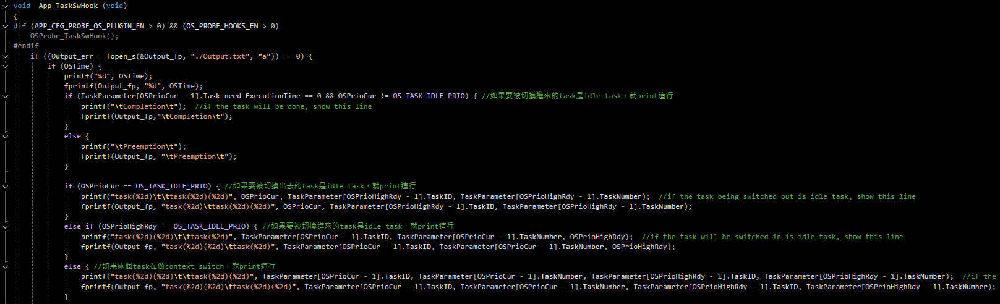 void  App_TaskSwHook (void)
{
#if (APP_CFG_PROBE_OS_PLUGIN_EN > 0) && (OS_PROBE_HOOKS_EN > 0)
    OSProbe_TaskSwHook();
#endif
    if ((Output_err = fopen_s(&Output_fp, "./Output.txt", "a")) == 0) {
        if (OSTime) {
            printf("%d", OSTime);
            fprintf(Output_fp, "%d", OSTime);
            if (TaskParameter[OSPrioCur - 1].Task_need_ExecutionTime == 0 && OSPrioCur != OS_TASK_IDLE_PRIO) { //如果要被切換進來的task是idle task，就print這行
                printf("\tCompletion\t");  //if the task will be done, show this line
                fprintf(Output_fp,"\tCompletion\t");
            }
            else {
                printf("\tPreemption\t");
                fprintf(Output_fp, "\tPreemption\t");
            }
            if (OSPrioCur == OS_TASK_IDLE_PRIO) { //如果要被切換出去的task是idle task，就print這行
                printf("task(%2d)\t\ttask(%2d)(%2d)", OSPrioCur, TaskParameter[OSPrioHighRdy - 1].TaskID, TaskParameter[OSPrioHighRdy - 1].TaskNumber);  //if the task being switched out is idle task, show this line
                fprintf(Output_fp, "task(%2d)\ttask(%2d)(%2d)", OSPrioCur, TaskParameter[OSPrioHighRdy - 1].TaskID, TaskParameter[OSPrioHighRdy - 1].TaskNumber);
            }
            else if (OSPrioHighRdy == OS_TASK_IDLE_PRIO) { //如果要被切換進來的task是idle task，就print這行
                printf("task(%2d)(%2d)\t\ttask(%2d)", TaskParameter[OSPrioCur - 1].TaskID, TaskParameter[OSPrioCur - 1].TaskNumber, OSPrioHighRdy);  //if the task will be switched in is idle task, show this line
                fprintf(Output_fp, "task(%2d)(%2d)\ttask(%2d)", TaskParameter[OSPrioCur - 1].TaskID, TaskParameter[OSPrioCur - 1].TaskNumber, OSPrioHighRdy);
            }
            else { //如果兩個task在做context switch，就print這行
                printf("task(%2d)(%2d)\t\ttask(%2d)(%2d)", TaskParameter[OSPrioCur - 1].TaskID, TaskParameter[OSPrioCur - 1].TaskNumber, TaskParameter[OSPrioHighRdy - 1].TaskID, TaskParameter[OSPrioHighRdy - 1].TaskNumber);  //if the
                fprintf(Output_fp, "task(%2d)(%2d)\ttask(%2d)(%2d)", TaskParameter[OSPrioCur - 1].TaskID, TaskParameter[OSPrioCur - 1].TaskNumber, TaskParameter[OSPrioHighRdy - 1].TaskID, TaskParameter[OSPrioHighRdy - 1].TaskNumber);
            }